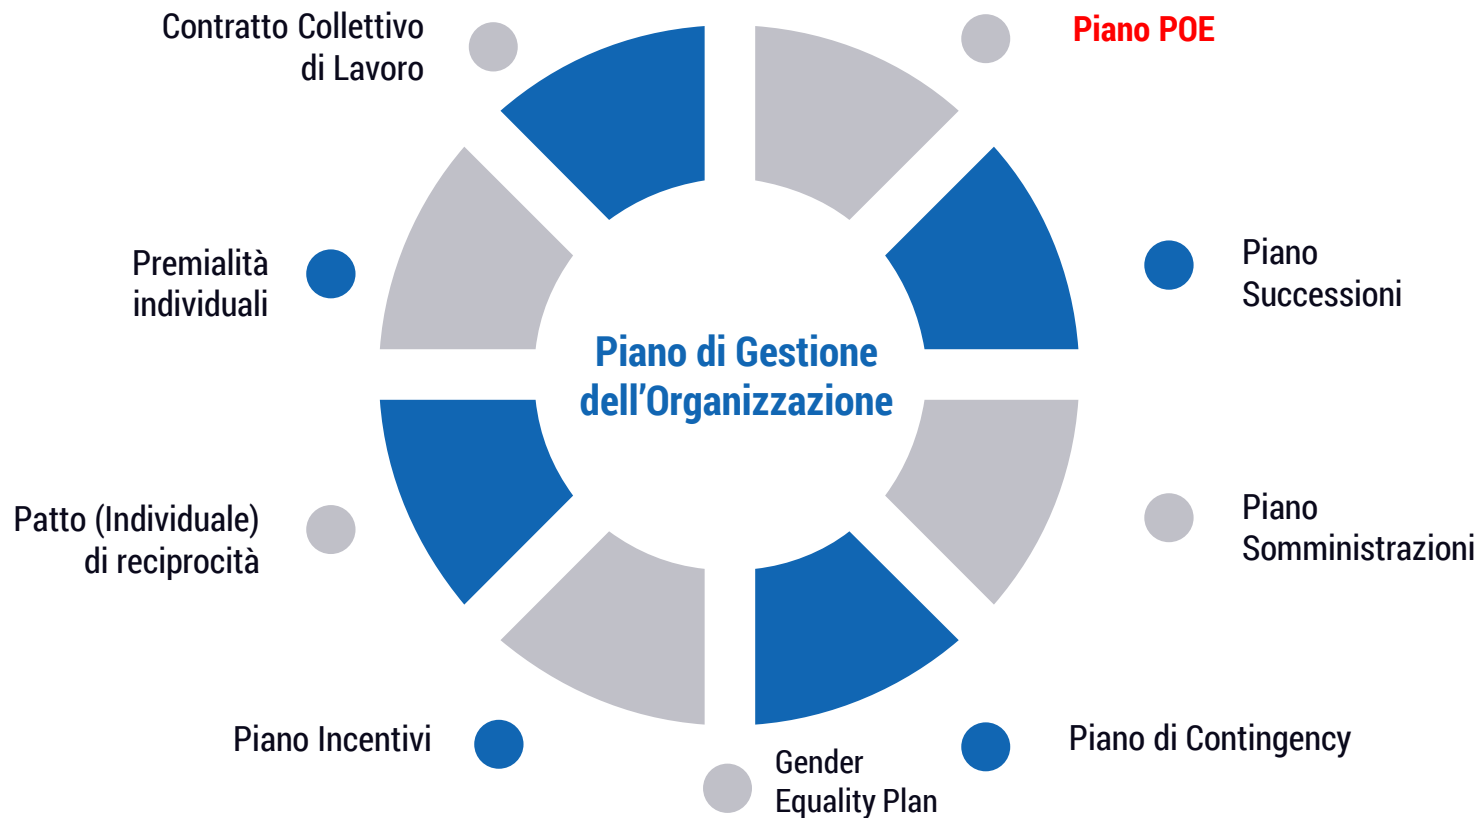 Contratto Collettivo
di Lavoro
Piano POE
Premialità
individuali
Piano
Successioni
Piano di Gestione
dell’Organizzazione
Patto (Individuale)
di reciprocità
Piano
Somministrazioni
Piano Incentivi
Piano di Contingency
Gender
Equality Plan